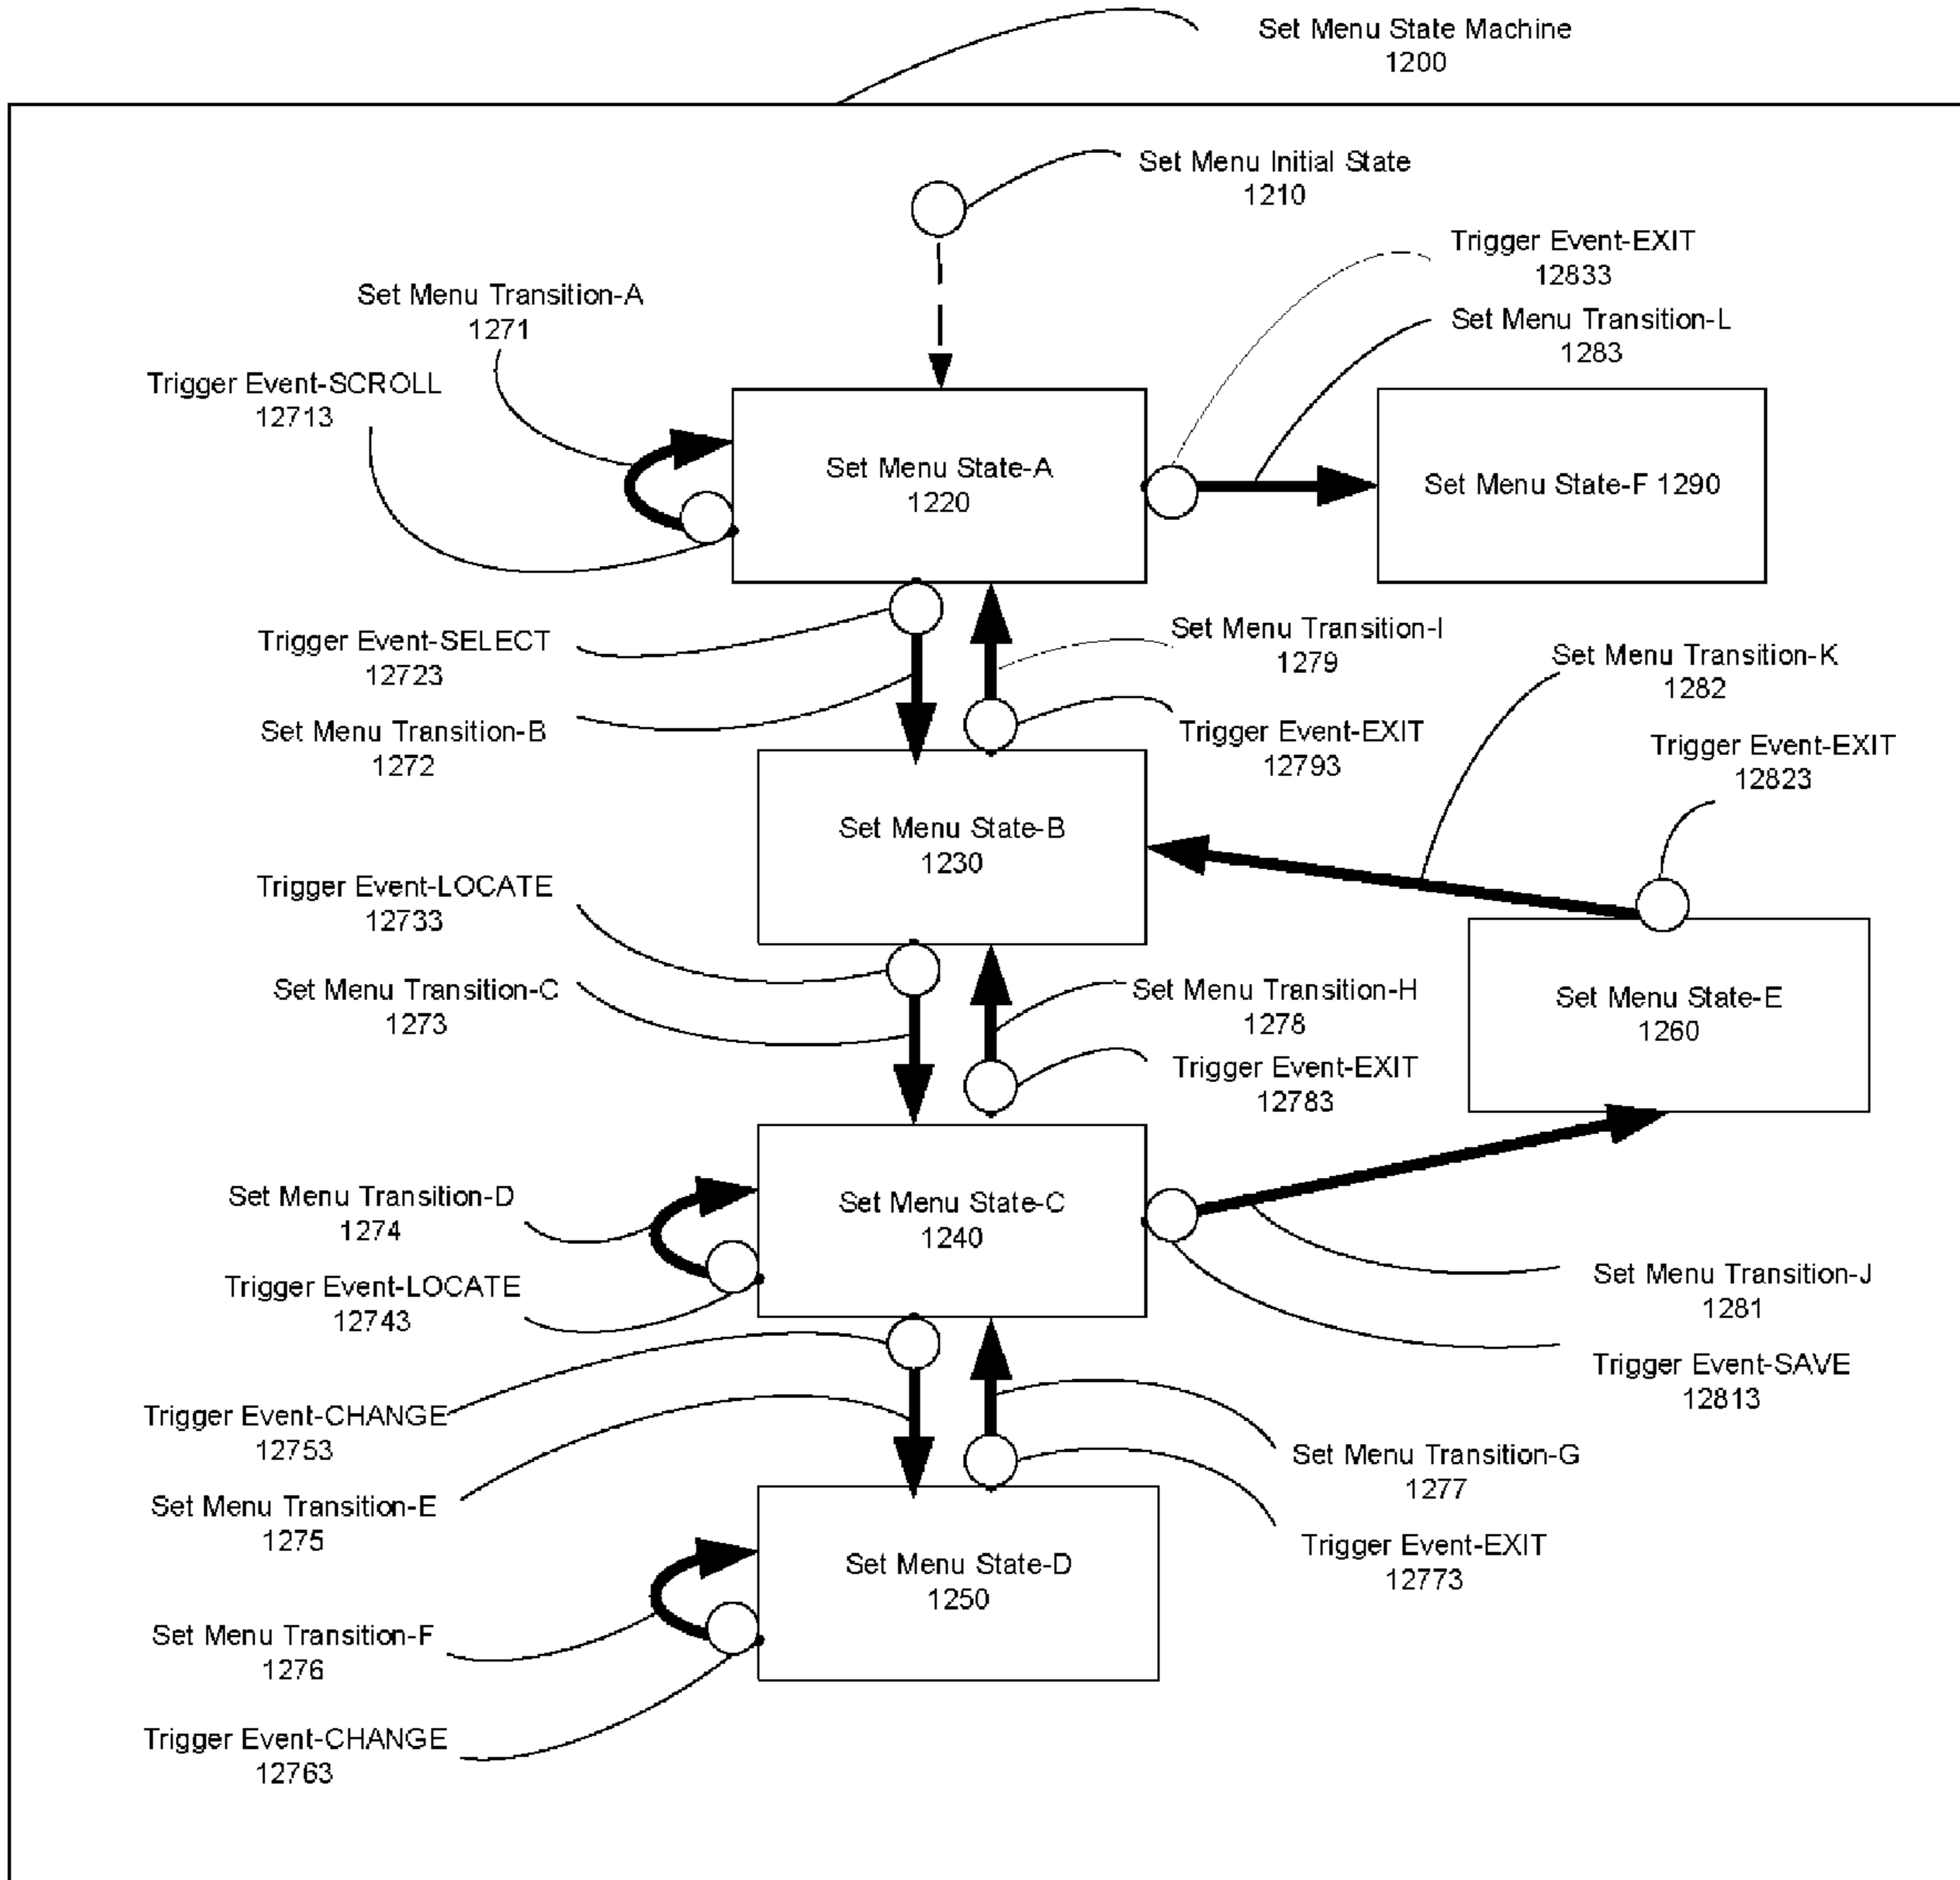 Set Menu State Machine
1200
Set Menu Initial State
1210
Trigger Event-EXIT
12833
Set Menu Transition-A
1271
Set Menu Transition-L
1283
Trigger Event-SCROLL
12713
Set Menu State-A
1220
Set Menu State-F 1290
Trigger Event-SELECT
12723
Set Menu Transition-I
1279
Set Menu Transition-K
1282
Set Menu Transition-B
1272
Trigger Event-EXIT
12793
Trigger Event-EXIT
12823
Set Menu State-B
1230
Trigger Event-LOCATE
12733
Set Menu Transition-C
1273
Set Menu Transition-H
1278
Set Menu State-E
1260
Trigger Event-EXIT
12783
Set Menu Transition-D
1274
Set Menu State-C
1240
Trigger Event-LOCATE
12743
Set Menu Transition-J
1281
Trigger Event-SAVE
12813
Trigger Event-CHANGE
12753
Set Menu Transition-G
1277
Set Menu Transition-E
1275
Trigger Event-EXIT
12773
Set Menu State-D
1250
Set Menu Transition-F
1276
Trigger Event-CHANGE
12763